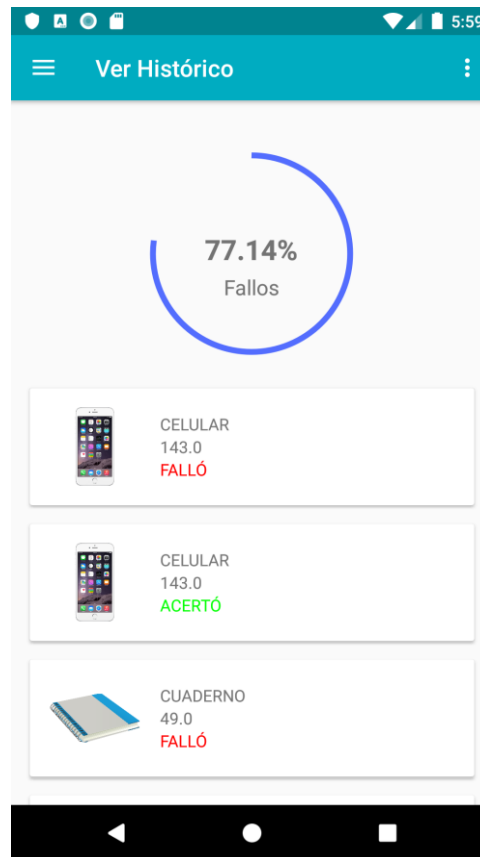 5:59
Ver Histórico
77.14%
Fallos
CELULAR
143.0
FALLÓ
CELULAR
143.0
ACERTÓ
CUADERNO
49.0
FALLÓ